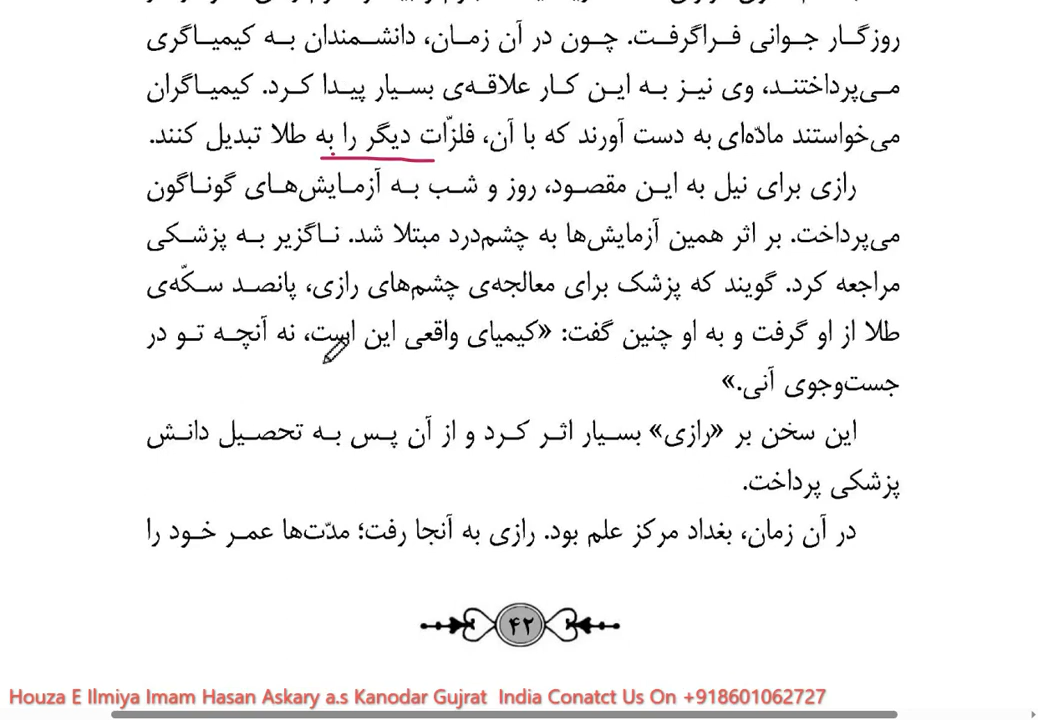 روزگار جوانی فراگرفت. چون در آن زمان، دانشمندان به کیمیاگری
می‌پرداختند، وی نیز به این کار علاقه‌ی بسیار پیدا کرد. کیمیاگران
می‌خواستند مادّه‌ای به دست آورند که با آن، فلزّات دیگر را به طلا تبدیل کنند.
رازی برای نیل به این مقصود، روز و شب به آزمایش‌های گوناگون
می‌پرداخت. بر اثر همین آزمایش‌ها به چشم‌درد مبتلا شد. ناگزیر به پزشکی
مراجعه کرد. گویند که پزشک برای معالجه‌ی چشم‌های رازی، پانصد سکّه‌ی
طلا از او گرفت و به او چنین گفت: «کیمیای واقعی این است، نه آنچه تو در
جست‌وجوی آنی.»
این سخن بر «رازی» بسیار اثر کرد و از آن پس به تحصیل دانش
پزشکی پرداخت.
در آن زمان، بغداد مرکز علم بود. رازی به آنجا رفت؛ مدّت‌ها عمر خود را
۴۲
Houza E Ilmiya Imam Hasan Askary a.s Kanodar Gujrat India Conatct Us On +918601062727